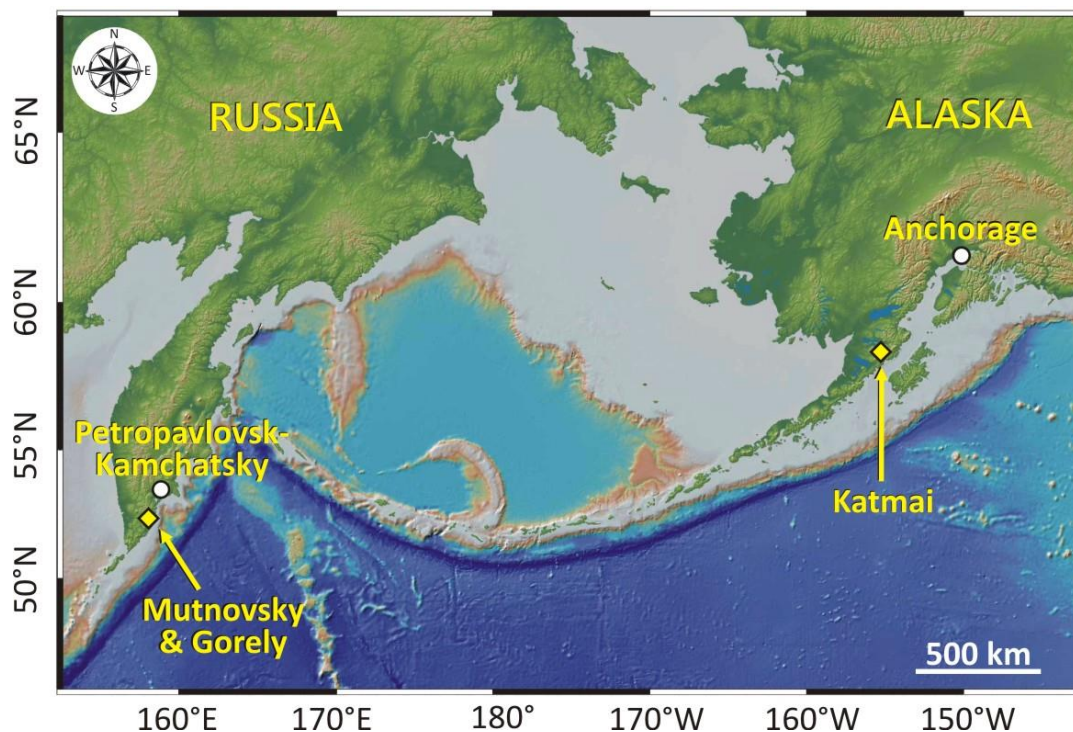 N
W E
S
RUSSIA
ALASKA
Anchorage
Petropavlovsk-
Kamchatsky
Katmai
Mutnovsky
& Gorely
500 km
65°N
60°N
55°N
50°N
160°E 170°E 180° 170°W 160°W 150°W